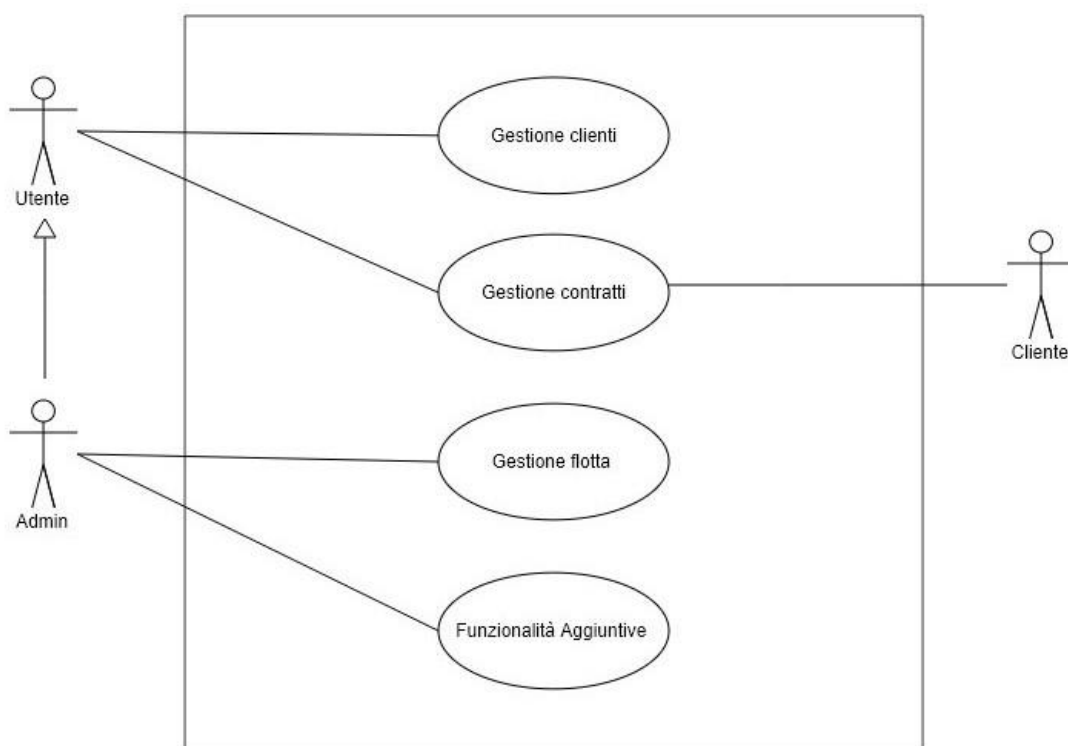 Gestione clienti
Utente
Gestione contratti
Cliente
Gestione flotta
Admin
Funzionalità Aggiuntive